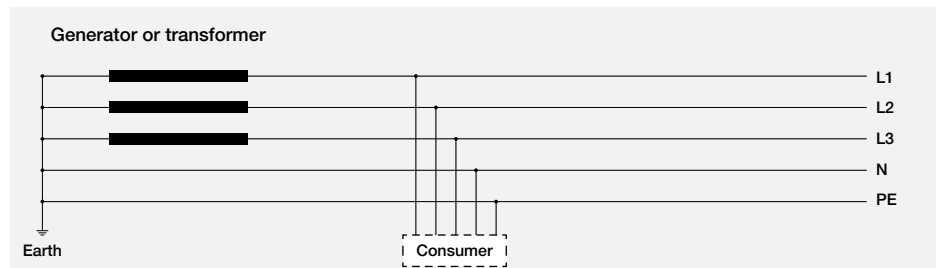 Generator or transformer
L1
L2
L3
N
PE
Earth
Consumer